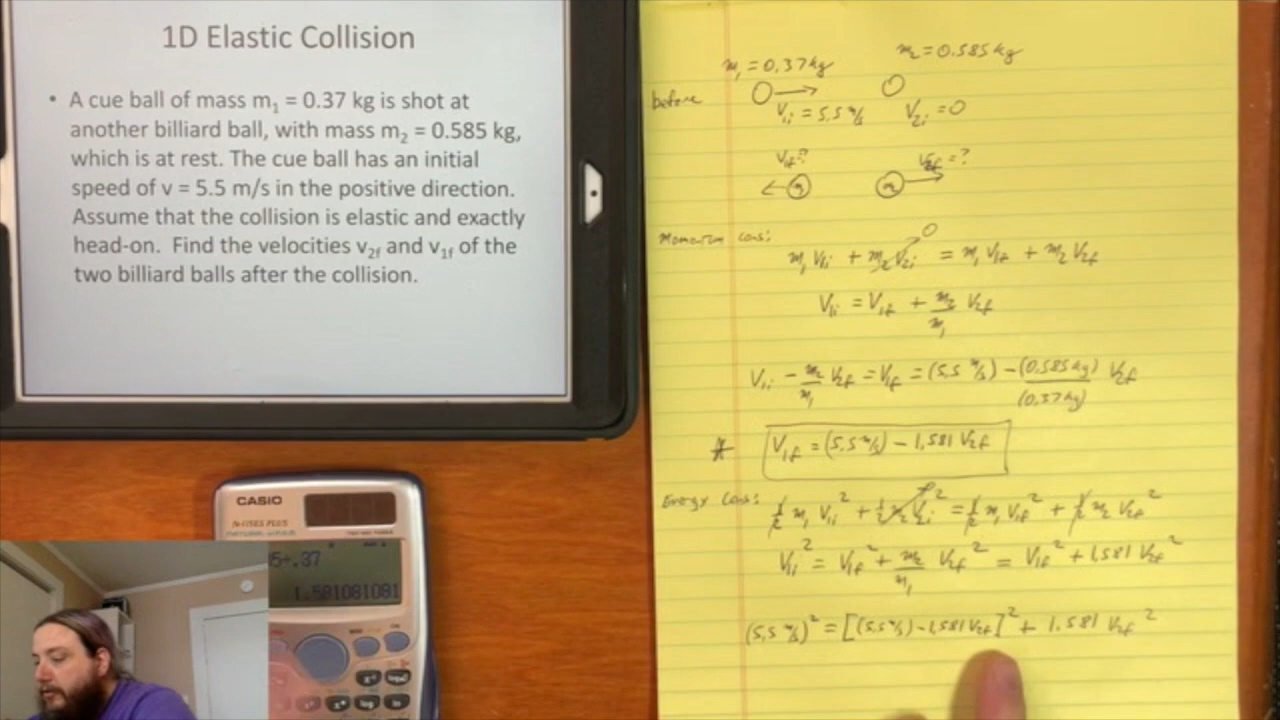 1D Elastic Collision
• A cue ball of mass m₁ = 0.37 kg is shot at
another billiard ball, with mass m₂ = 0.585 kg,
which is at rest. The cue ball has an initial
speed of v = 5.5 m/s in the positive direction.
Assume that the collision is elastic and exactly
head-on. Find the velocities v₂f and v₁f of the
two billiard balls after the collision.
CASIO
5÷.37
1.581081081
m₁ = 0.37 kg
m₂ = 0.585 kg
before
V₁i = 5.5 m/s
V₂i = 0
V₁f = ?
V₂f = ?
m₁
m₂
Momentum Cons:
0
m₁ V₁i + m₂ V₂i = m₁ V₁f + m₂ V₂f
V₁i = V₁f + m₂/m₁ V₂f
V₁i - m₂/m₁ V₂f = V₁f = (5.5 m/s) - (0.585 kg)/(0.37 kg) V₂f
V₁f = (5.5 m/s) - 1.581 V₂f
Energy Cons:
½ m₁ V₁i² + ½ m₂ V₂i² = ½ m₁ V₁f² + ½ m₂ V₂f²
V₁i² = V₁f² + m₂/m₁ V₂f² = V₁f² + 1.581 V₂f²
(5.5 m/s)² = [(5.5 m/s) - 1.581 V₂f]² + 1.581 V₂f²